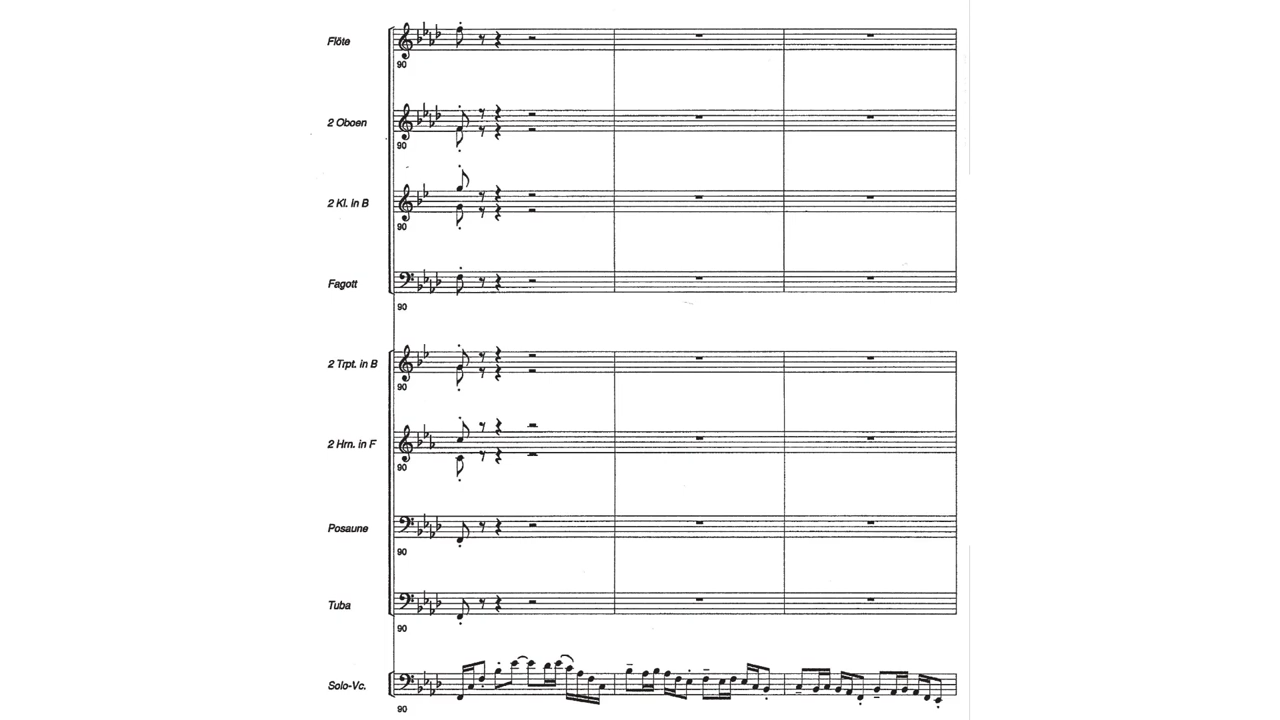 Flöte
90
2 Oboen
90
2 Kl. in B
90
Fagott
90
2 Trpt. in B
90
2 Hrn. in F
90
Posaune
90
Tuba
90
Solo-Vc.
90